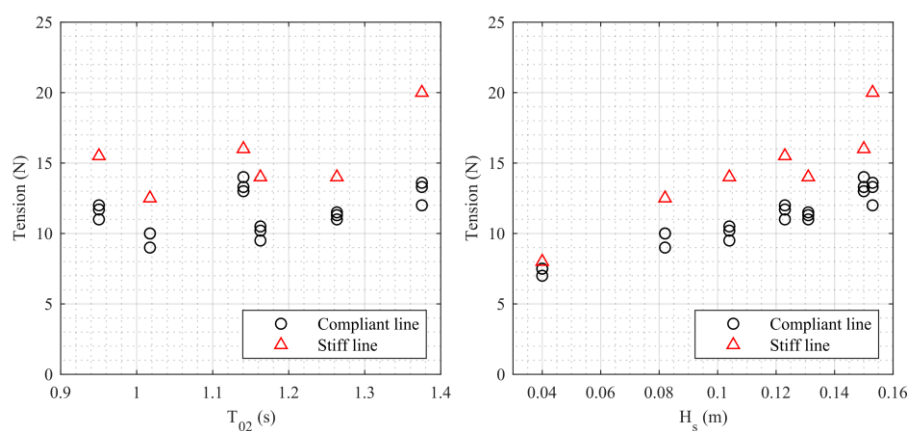 25
20
15
10
5
0
Tension (N)
0.9 1 1.1 1.2 1.3 1.4
T02 (s)
Compliant line
Stiff line
25
20
15
10
5
0
Tension (N)
0.04 0.06 0.08 0.1 0.12 0.14 0.16
Hs (m)
Compliant line
Stiff line